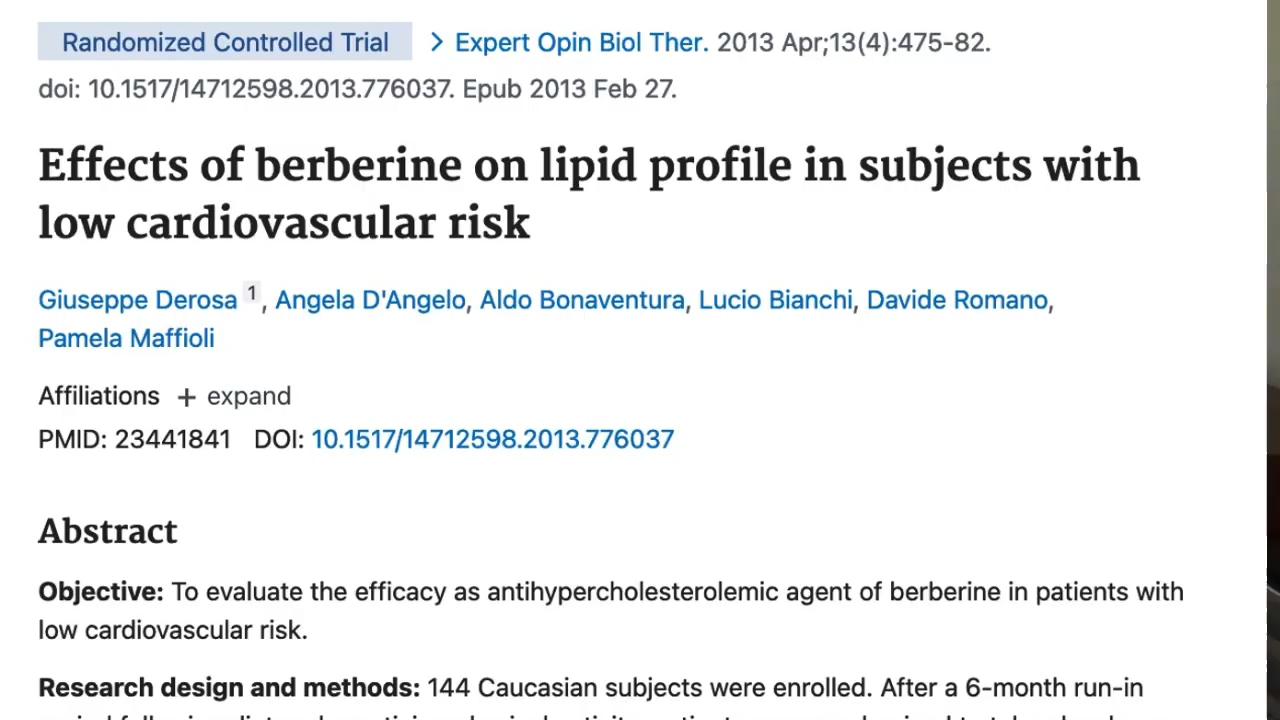 Randomized Controlled Trial > Expert Opin Biol Ther. 2013 Apr;13(4):475-82.
doi: 10.1517/14712598.2013.776037. Epub 2013 Feb 27.
Effects of berberine on lipid profile in subjects with
low cardiovascular risk
Giuseppe Derosa 1, Angela D'Angelo, Aldo Bonaventura, Lucio Bianchi, Davide Romano,
Pamela Maffioli
Affiliations + expand
PMID: 23441841 DOI: 10.1517/14712598.2013.776037
Abstract
Objective: To evaluate the efficacy as antihypercholesterolemic agent of berberine in patients with
low cardiovascular risk.
Research design and methods: 144 Caucasian subjects were enrolled. After a 6-month run-in